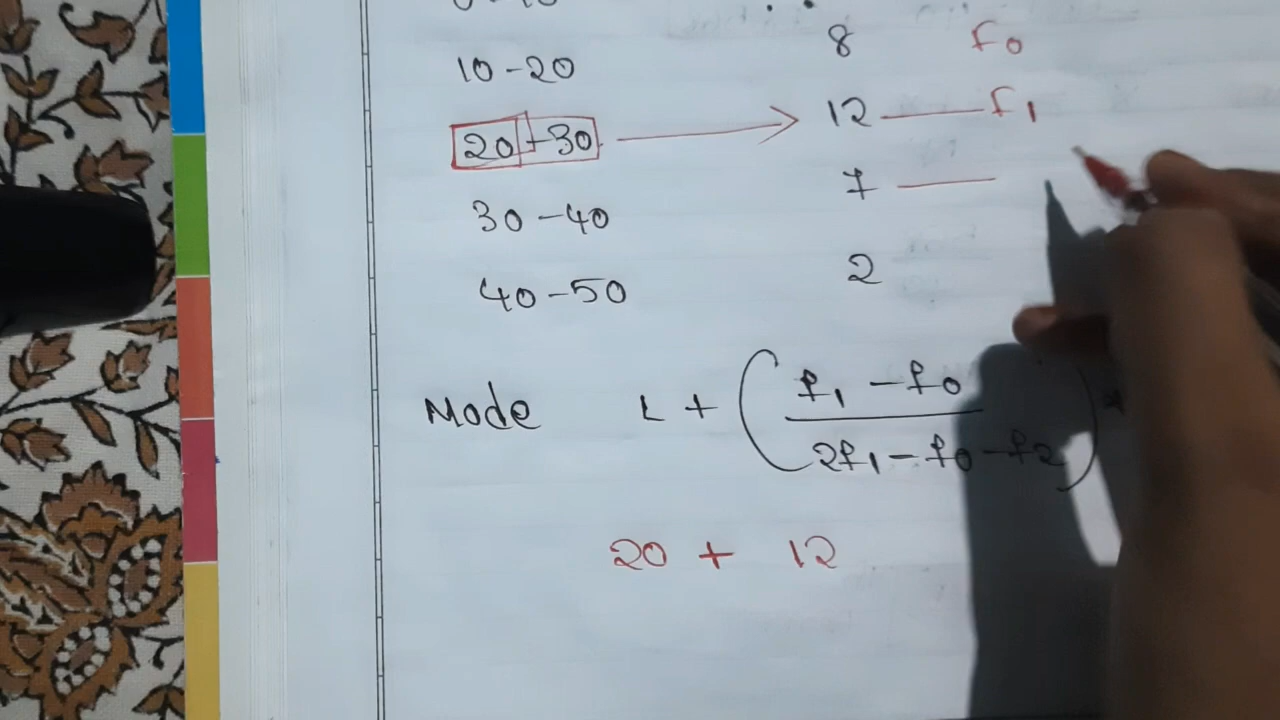 10-20 8 f0
20-30 12 f1
30-40 7
40-50 2
Mode L + (f1 - f0 / 2f1 - f0 - f2)
20 + 12